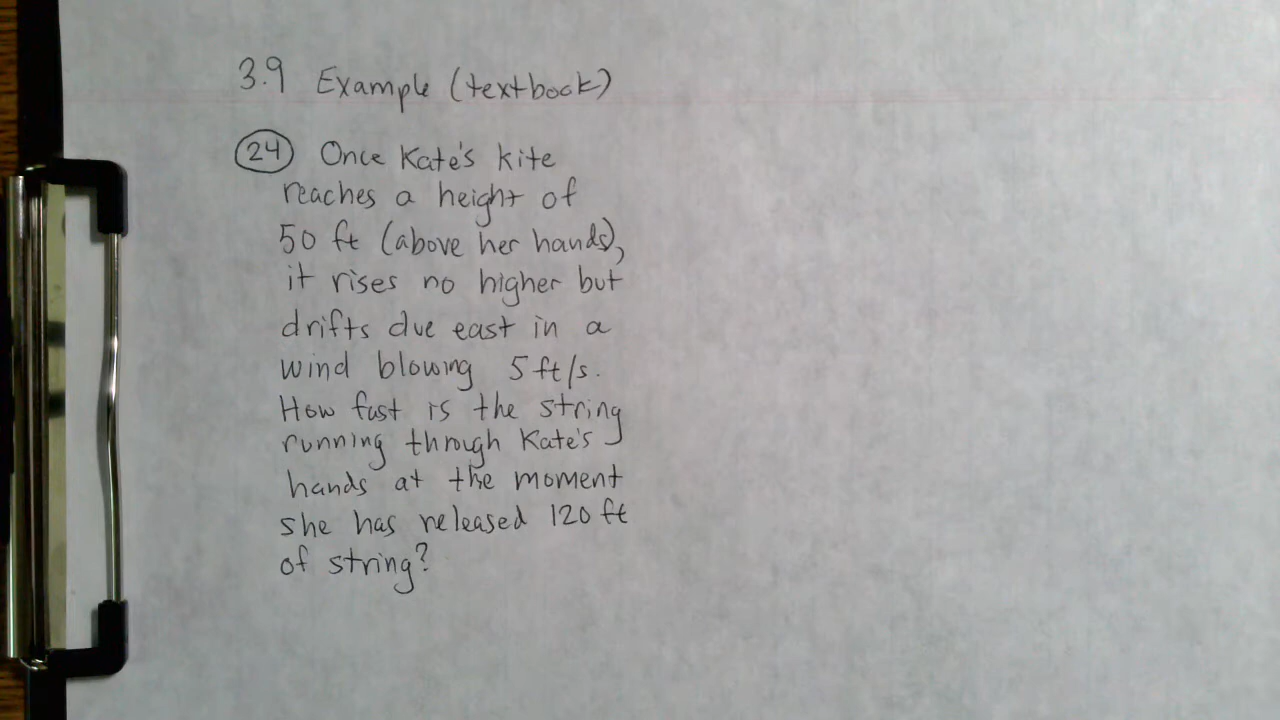 3.9 Example (textbook)
24 Once Kate's kite
reaches a height of
50 ft (above her hands),
it rises no higher but
drifts due east in a
wind blowing 5 ft/s.
How fast is the string
running through Kate's
hands at the moment
she has released 120 ft
of string?